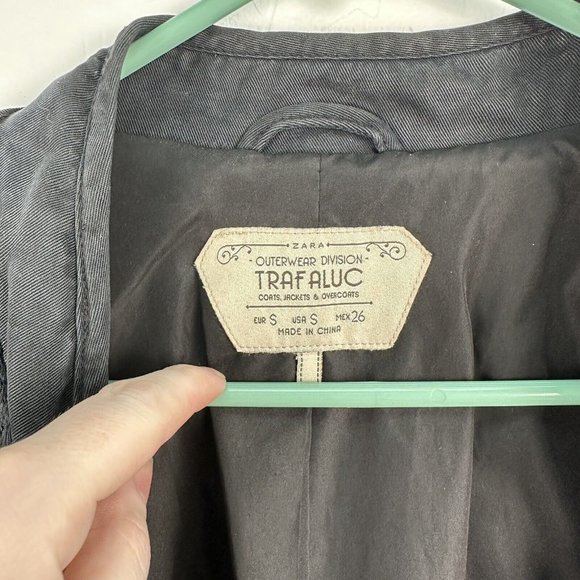 ZARA
- OUTERWEAR DIVISION -
TRAFALUC
COATS, JACKETS & OVERCOATS
EUR S USA S MEX 26
MADE IN CHINA